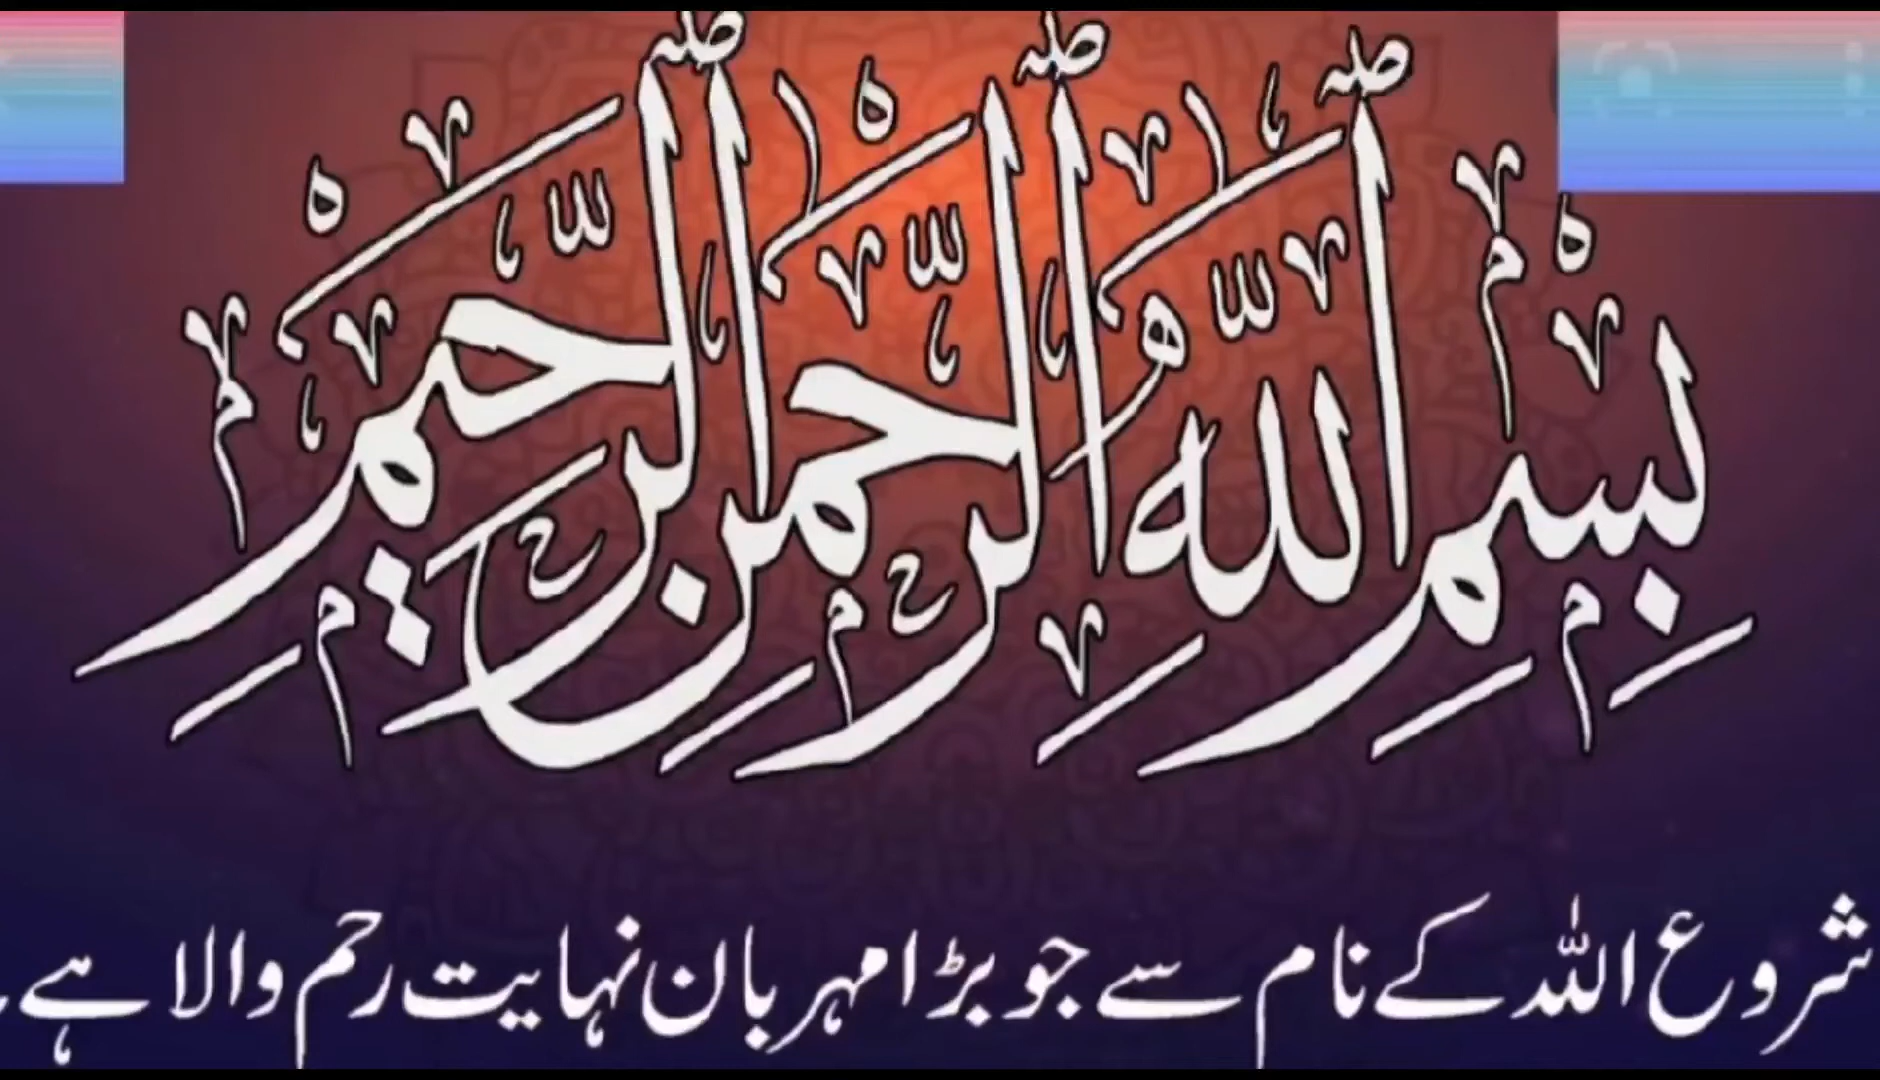 بِسْمِ اللّٰهِ الرَّحْمٰنِ الرَّحِیْمِ
شروع اللہ کے نام سے جو بڑا مہربان نہایت رحم والا ہے۔